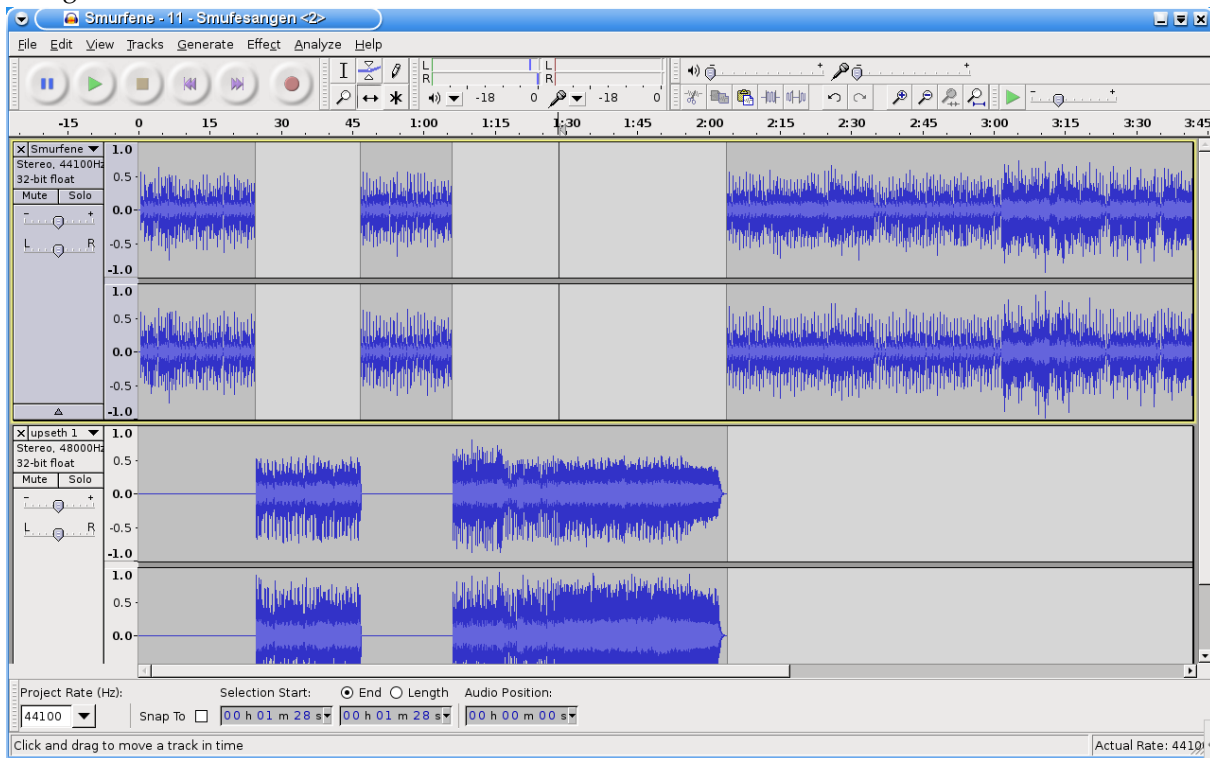 Smurfene - 11 - Smufesangen <2>
File Edit View Tracks Generate Effect Analyze Help
L R L R
-18 0 -18 0
-15 0 15 30 45 1:00 1:15 1:30 1:45 2:00 2:15 2:30 2:45 3:00 3:15 3:30 3:45
Smurfene
Stereo, 44100Hz
32-bit float
Mute Solo
- +
L R
1.0
0.5
0.0
-0.5
-1.0
1.0
0.5
0.0
-0.5
-1.0
upseth 1
Stereo, 48000Hz
32-bit float
Mute Solo
- +
L R
1.0
0.5
0.0
-0.5
-1.0
1.0
0.5
0.0
Project Rate (Hz): Selection Start: End Length Audio Position:
44100 Snap To 00 h 01 m 28 s 00 h 01 m 28 s 00 h 00 m 00 s
Click and drag to move a track in time Actual Rate: 4410